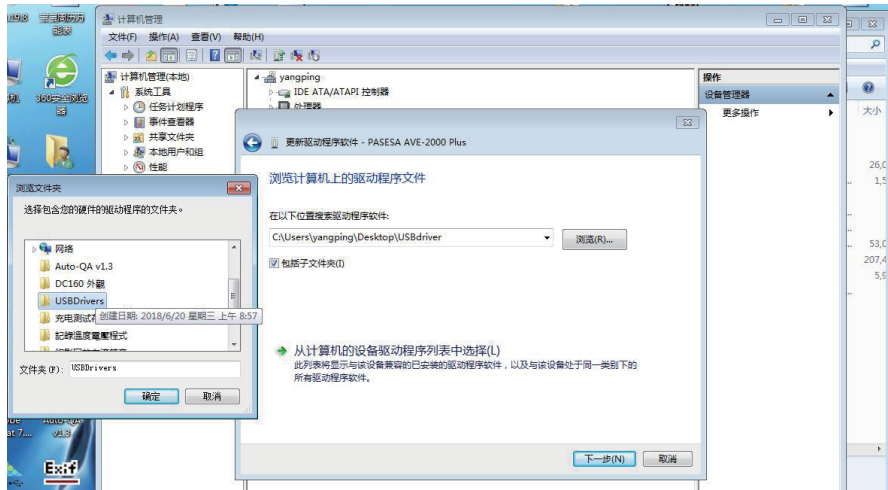 计算机管理
文件(F) 操作(A) 查看(V) 帮助(H)
计算机管理(本地)
系统工具
任务计划程序
事件查看器
共享文件夹
本地用户和组
性能
yangping
IDE ATA/ATAPI 控制器
处理器
操作
设备管理器
更多操作
大小
26,0
1,5
53,0
207,4
5,9
更新驱动程序软件 - PASESA AVE-2000 Plus
浏览计算机上的驱动程序文件
在以下位置搜索驱动程序软件:
C:\Users\yangping\Desktop\USBdriver
浏览(R)...
包括子文件夹(I)
从计算机的设备驱动程序列表中选择(L)
此列表将显示与该设备兼容的已安装的驱动程序软件，以及与该设备处于同一类别下的
所有驱动程序软件。
下一步(N) 取消
浏览文件夹
选择包含您的硬件的驱动程序的文件夹。
网络
Auto-QA v1.3
DC160 外觀
USBDrivers
充电测试
创建日期: 2018/6/20 星期三 上午 8:57
記錄溫度電壓程式
文件夹(F): USBDrivers
确定 取消
360安全浏览
器
Auto-QA
v1.3
Exif